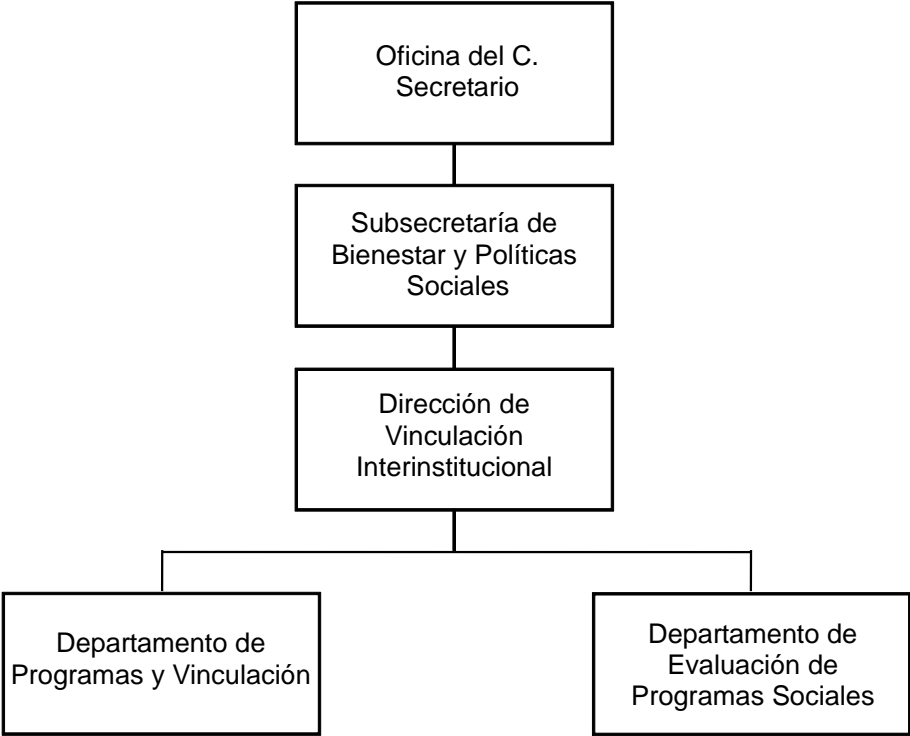 Oficina del C.
Secretario
Subsecretaría de
Bienestar y Políticas
Sociales
Dirección de
Vinculación
Interinstitucional
Departamento de
Programas y Vinculación
Departamento de
Evaluación de
Programas Sociales